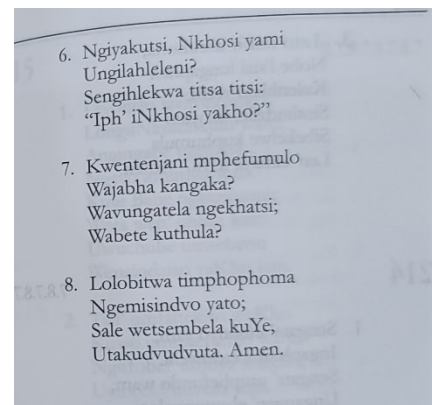 6. Ngiyakutsi, Nkhosi yami
Ungilahleleni?
Sengihlekwa titsa titsi:
“Iph’ iNkhosi yakho?”
7. Kwentenjani mphefumulo
Wajabha kangaka?
Wavungatela ngekhatsi;
Wabete kuthula?
8. Lolobitwa timphophoma
Ngemisindvo yato;
Sale wetsembela kuYe,
Utakudvudvuta. Amen.